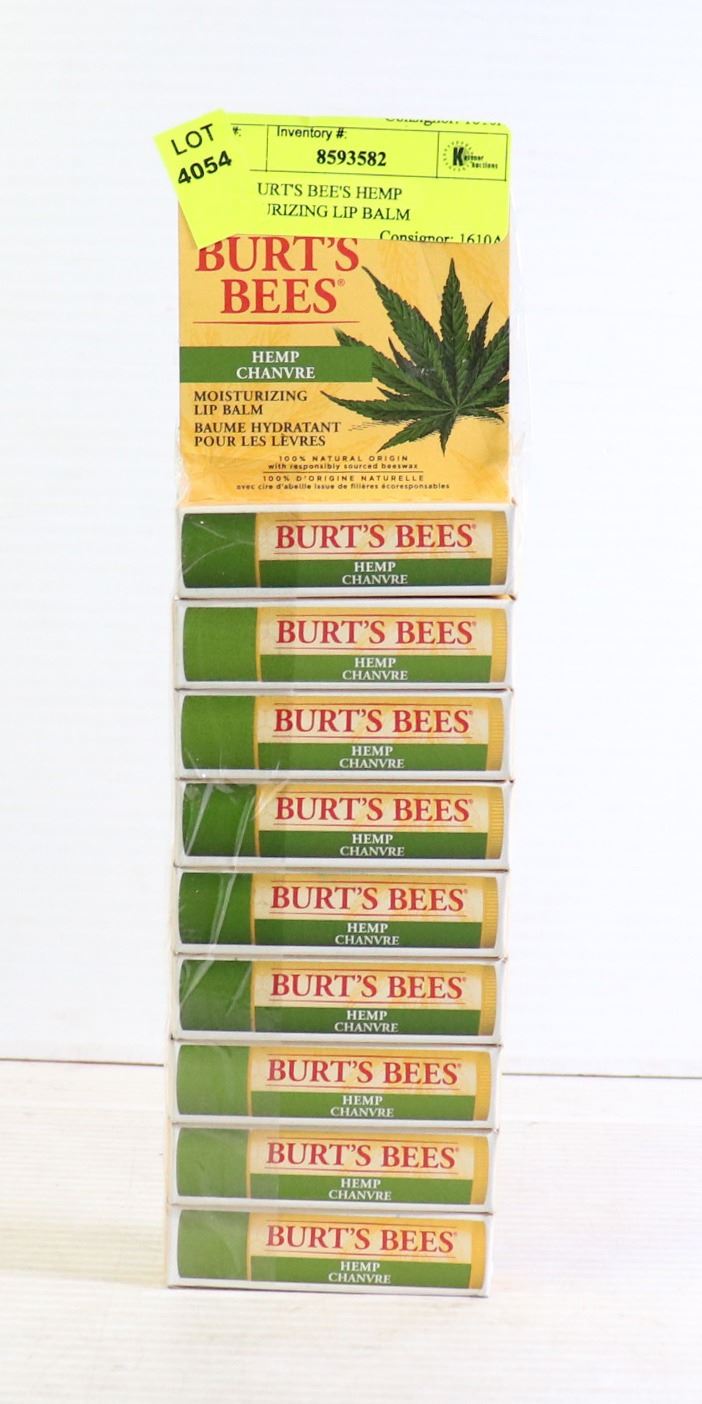 LOT
4054
#:
Inventory #:
8593582
URT'S BEE'S HEMP
RIZING LIP BALM
Consignor: 1610A
BURT'S
BEES®
HEMP
CHANVRE
MOISTURIZING
LIP BALM
BAUME HYDRATANT
POUR LES LÈVRES
100% NATURAL ORIGIN
with responsibly sourced beeswax
100% D'ORIGINE NATURELLE
avec cire d'abeille issue de filières écoresponsables
BURT'S BEES®
HEMP
CHANVRE
BURT'S BEES®
HEMP
CHANVRE
BURT'S BEES®
HEMP
CHANVRE
BURT'S BEES®
HEMP
CHANVRE
BURT'S BEES®
HEMP
CHANVRE
BURT'S BEES®
HEMP
CHANVRE
BURT'S BEES®
HEMP
CHANVRE
BURT'S BEES®
HEMP
CHANVRE
BURT'S BEES®
HEMP
CHANVRE